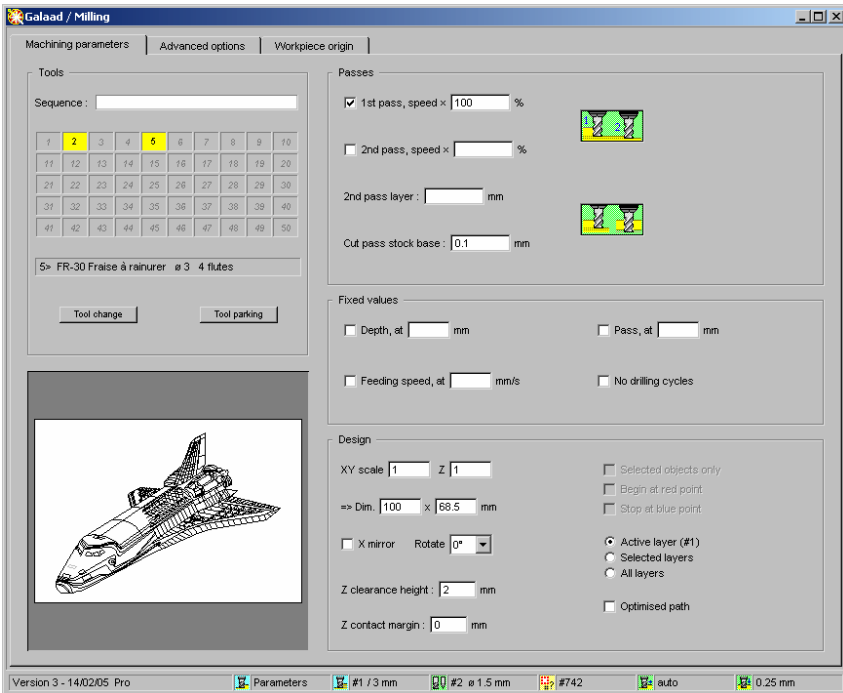 Galaad / Milling
Machining parameters Advanced options Workpiece origin
Tools
Sequence :
1 2 3 4 5 6 7 8 9 10
11 12 13 14 15 16 17 18 19 20
21 22 23 24 25 26 27 28 29 30
31 32 33 34 35 36 37 38 39 40
41 42 43 44 45 46 47 48 49 50
5> FR-30 Fraise à rainurer ø 3 4 flutes
Tool change Tool parking
Passes
1st pass, speed × 100 %
2nd pass, speed × %
2nd pass layer : mm
Cut pass stock base : 0.1 mm
1 2
Fixed values
Depth, at mm Pass, at mm
Feeding speed, at mm/s No drilling cycles
Design
XY scale 1 Z 1
=> Dim. 100 x 68.5 mm
X mirror Rotate 0°
Z clearance height : 2 mm
Z contact margin : 0 mm
Selected objects only
Begin at red point
Stop at blue point
Active layer (#1)
Selected layers
All layers
Optimised path
Version 3 - 14/02/05 Pro Parameters #1 / 3 mm #2 ø 1.5 mm #742 auto 0.25 mm